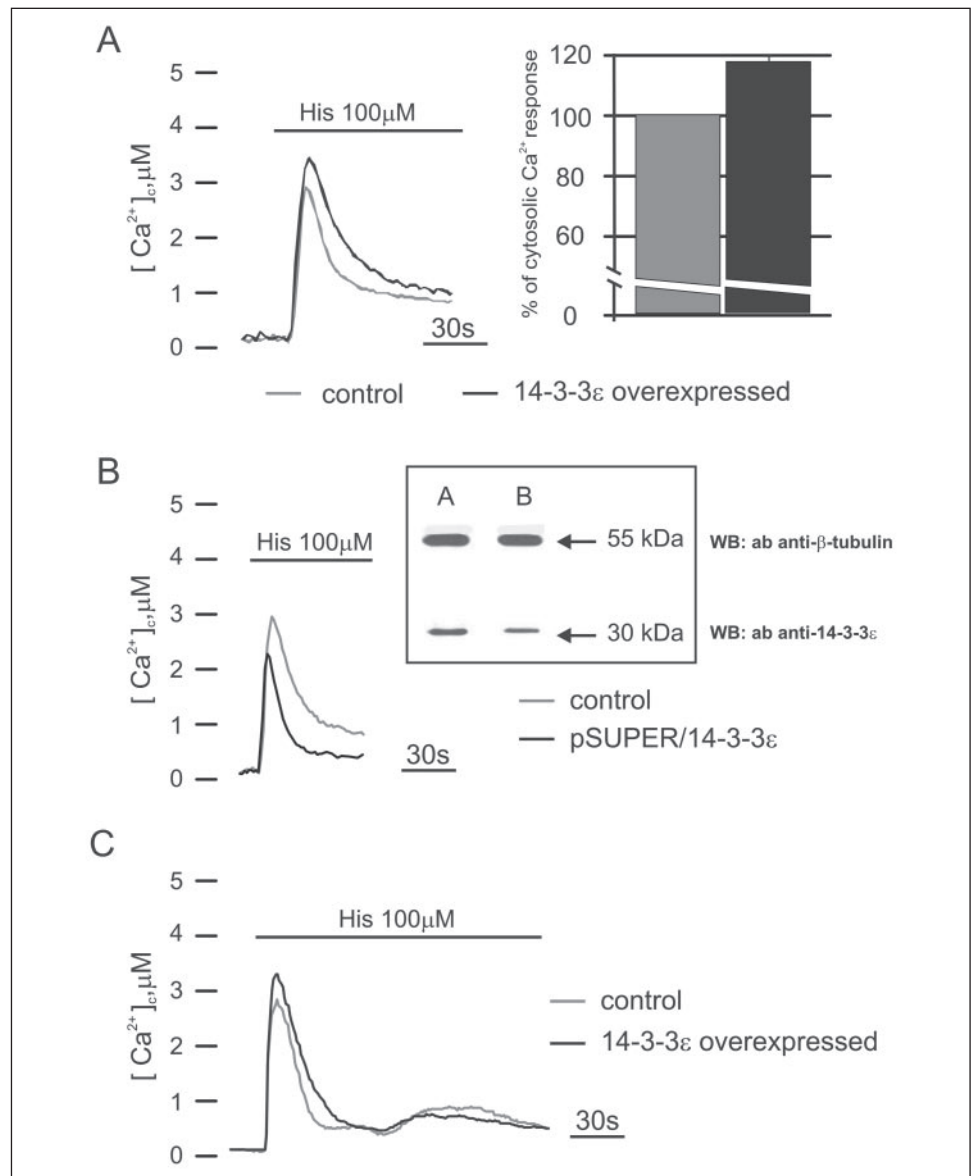 A
5
4
3
2
1
0
[ Ca²⁺]c,µM
His 100µM
30s
% of cytosolic Ca²⁺ response
120
100
80
60
0
control
14-3-3ε overexpressed
B
5
4
3
2
1
0
[ Ca²⁺]c,µM
His 100µM
30s
A B
55 kDa
WB: ab anti-β-tubulin
30 kDa
WB: ab anti-14-3-3ε
control
pSUPER/14-3-3ε
C
5
4
3
2
1
0
[ Ca²⁺]c,µM
His 100µM
control
14-3-3ε overexpressed
30s